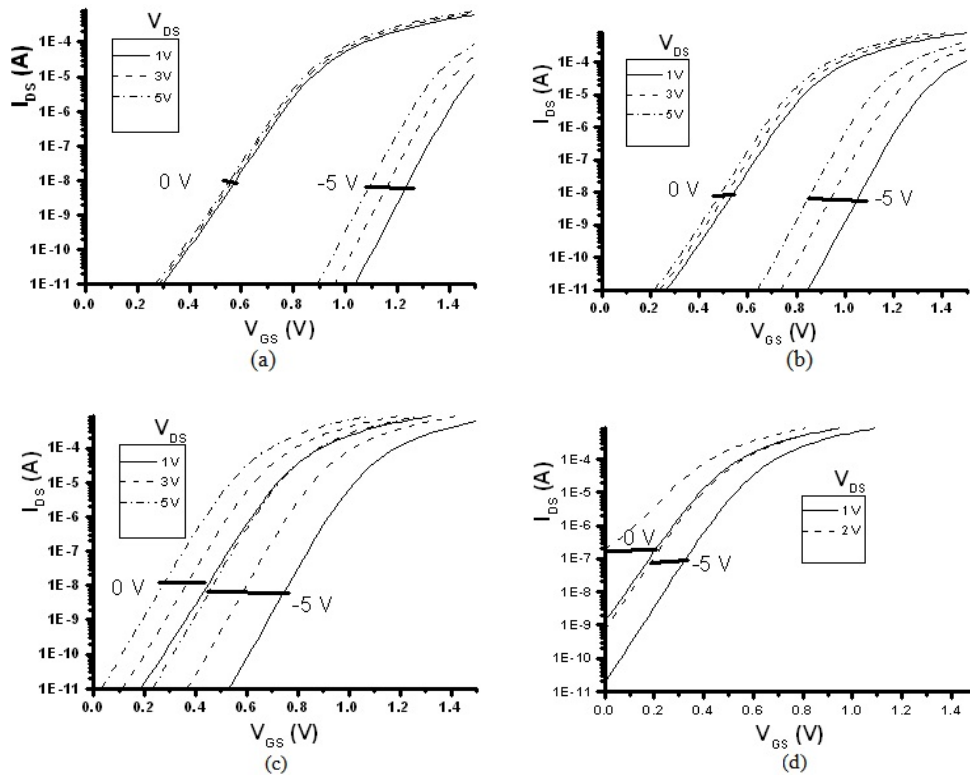 V_DS
1V
3V
5V
I_DS (A)
1E-4
1E-5
1E-6
1E-7
1E-8
1E-9
1E-10
1E-11
0 V
-5 V
0.0 0.2 0.4 0.6 0.8 1.0 1.2 1.4
V_GS (V)
(a)
V_DS
1V
3V
5V
I_DS (A)
1E-4
1E-5
1E-6
1E-7
1E-8
1E-9
1E-10
1E-11
0 V
-5 V
0.0 0.2 0.4 0.6 0.8 1.0 1.2 1.4
V_GS (V)
(b)
V_DS
1V
3V
5V
I_DS (A)
1E-4
1E-5
1E-6
1E-7
1E-8
1E-9
1E-10
1E-11
0 V
-5 V
0.0 0.2 0.4 0.6 0.8 1.0 1.2 1.4
V_GS (V)
(c)
V_DS
1V
2V
I_DS (A)
1E-4
1E-5
1E-6
1E-7
1E-8
1E-9
1E-10
1E-11
0 V
-5 V
0.0 0.2 0.4 0.6 0.8 1.0 1.2 1.4
V_GS (V)
(d)